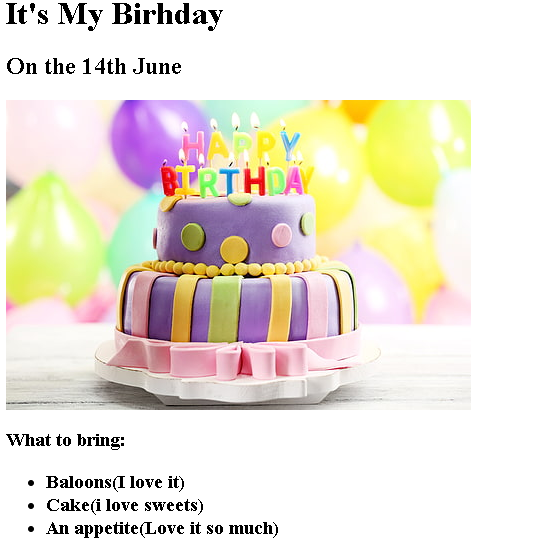 It's My Birhday
On the 14th June
HAPPY
BIRTHDAY
What to bring:
Baloons(I love it)
Cake(i love sweets)
An appetite(Love it so much)